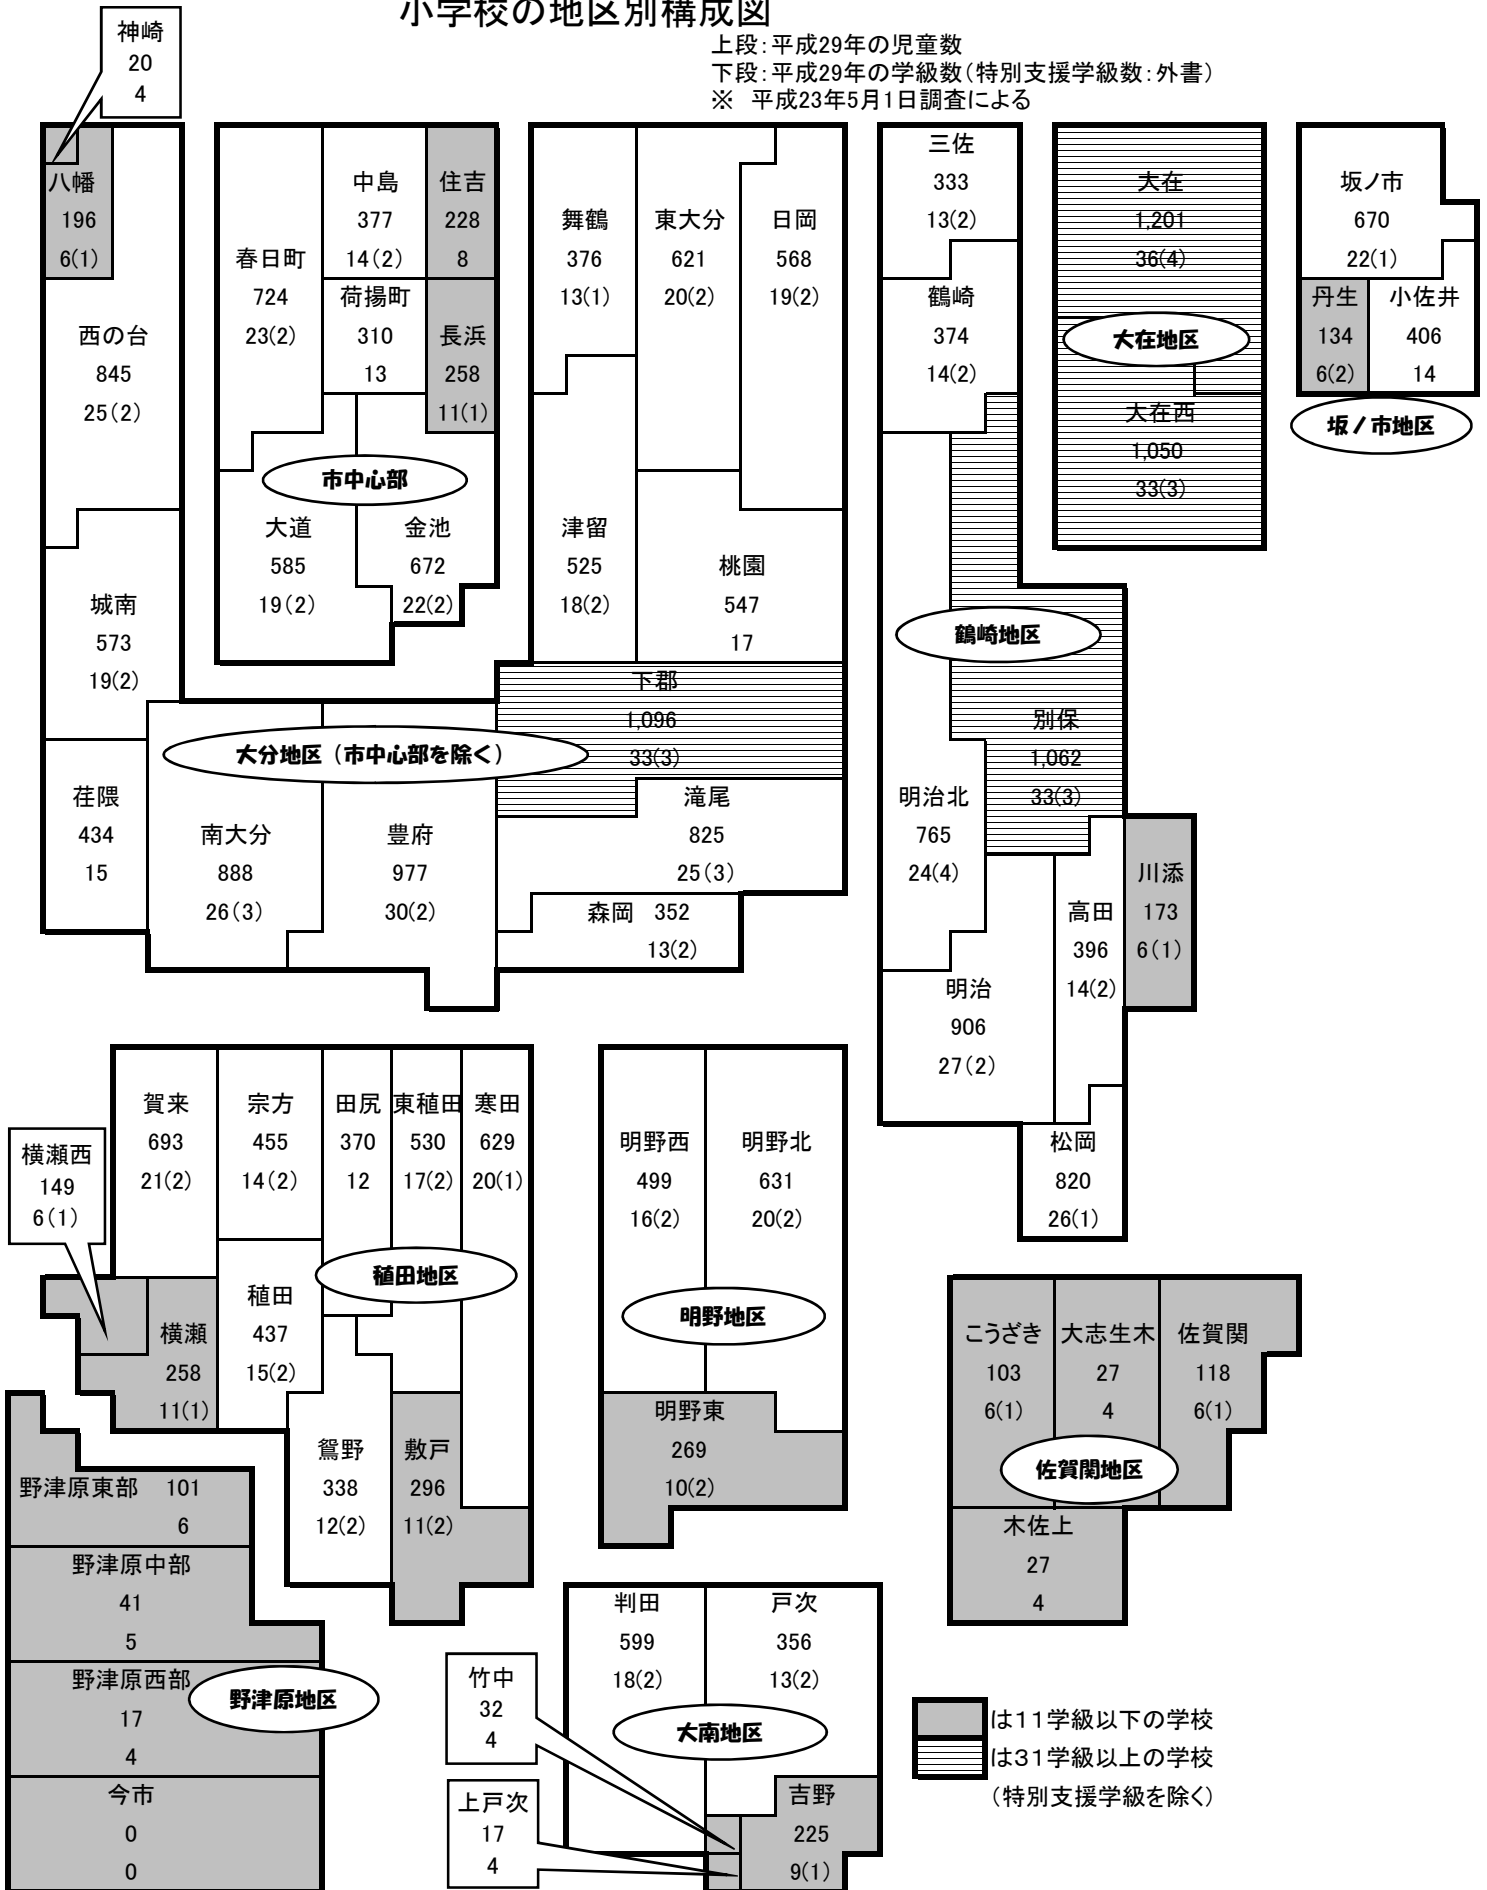 小学校の地区別構成図
上段:平成29年の児童数
下段:平成29年の学級数(特別支援学級数:外書)
※ 平成23年5月1日調査による
神崎
20
4
八幡
196
6(1)
西の台
845
25(2)
城南
573
19(2)
荏隈
434
15
春日町
724
23(2)
中島
377
14(2)
住吉
228
8
荷揚町
310
13
長浜
258
11(1)
市中心部
大道
585
19(2)
金池
672
22(2)
舞鶴
376
13(1)
東大分
621
20(2)
日岡
568
19(2)
津留
525
18(2)
桃園
547
17
下郡
1,096
33(3)
大分地区(市中心部を除く)
南大分
888
26(3)
豊府
977
30(2)
滝尾
825
25(3)
森岡 352
13(2)
三佐
333
13(2)
鶴崎
374
14(2)
鶴崎地区
別保
1,062
33(3)
明治北
765
24(4)
高田
396
14(2)
川添
173
6(1)
明治
906
27(2)
松岡
820
26(1)
大在
1,201
36(4)
大在地区
大在西
1,050
33(3)
坂ノ市
670
22(1)
丹生
134
6(2)
小佐井
406
14
坂ノ市地区
賀来
693
21(2)
宗方
455
14(2)
田尻
370
12
東稙田
530
17(2)
寒田
629
20(1)
横瀬西
149
6(1)
稙田地区
横瀬
258
11(1)
稙田
437
15(2)
鴛野
338
12(2)
敷戸
296
11(2)
明野西
499
16(2)
明野北
631
20(2)
明野地区
明野東
269
10(2)
こうざき
103
6(1)
大志生木
27
4
佐賀関
118
6(1)
佐賀関地区
木佐上
27
4
野津原東部 101
6
野津原中部
41
5
野津原西部
17
4
野津原地区
今市
0
0
判田
599
18(2)
戸次
356
13(2)
竹中
32
4
大南地区
上戸次
17
4
吉野
225
9(1)
は11学級以下の学校
は31学級以上の学校
(特別支援学級を除く)